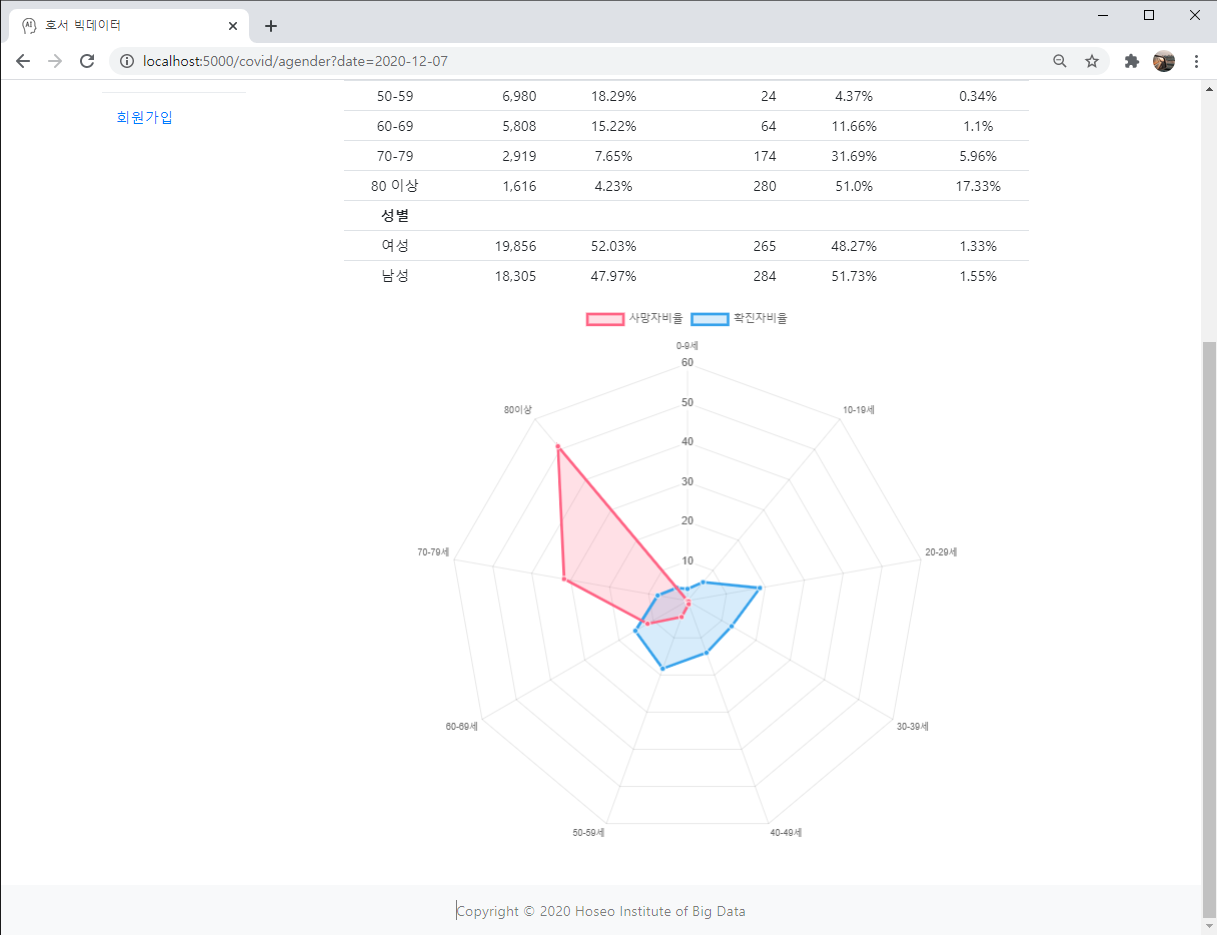 호서 빅데이터
localhost:5000/covid/agender?date=2020-12-07
회원가입
50-59 6,980 18.29% 24 4.37% 0.34%
60-69 5,808 15.22% 64 11.66% 1.1%
70-79 2,919 7.65% 174 31.69% 5.96%
80 이상 1,616 4.23% 280 51.0% 17.33%
성별
여성 19,856 52.03% 265 48.27% 1.33%
남성 18,305 47.97% 284 51.73% 1.55%
사망자비율 확진자비율
0-9세
60
50
40
30
20
10
80이상
10-19세
70-79세
20-29세
60-69세
30-39세
50-59세
40-49세
Copyright © 2020 Hoseo Institute of Big Data